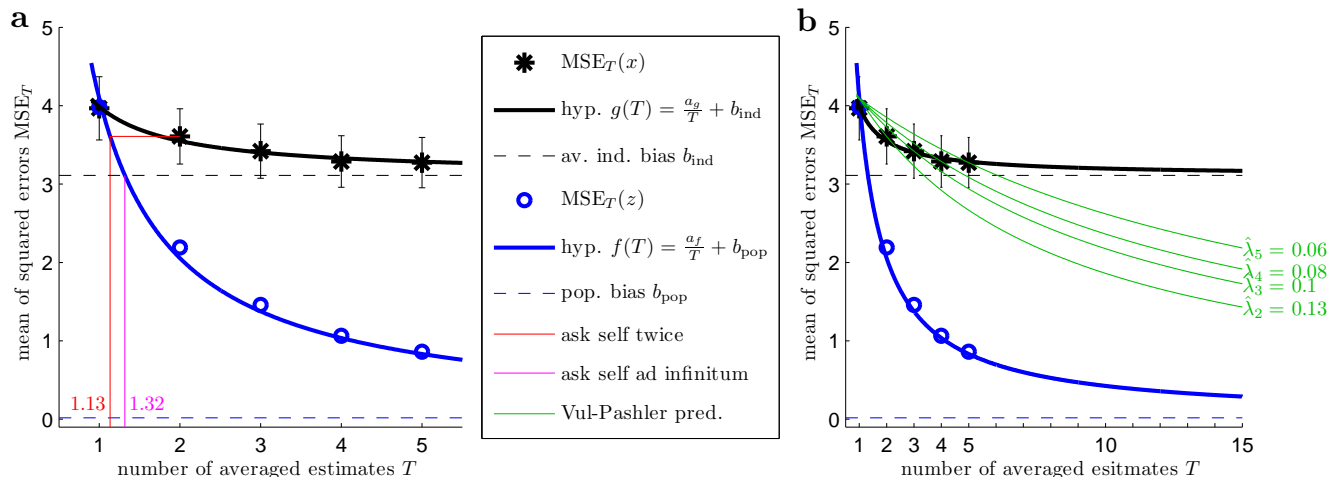 a
mean of squared errors MSE_T
5
4
3
2
1
0
1.13
1.32
1 2 3 4 5
number of averaged estimates T
MSE_T(x)
hyp. g(T) = a_g/T + b_ind
av. ind. bias b_ind
MSE_T(z)
hyp. f(T) = a_f/T + b_pop
pop. bias b_pop
ask self twice
ask self ad infinitum
Vul-Pashler pred.
b
mean of squared errors MSE_T
5
4
3
2
1
0
λ̂_5 = 0.06
λ̂_4 = 0.08
λ̂_3 = 0.1
λ̂_2 = 0.13
1 2 3 4 5 10 15
number of averaged esitmates T